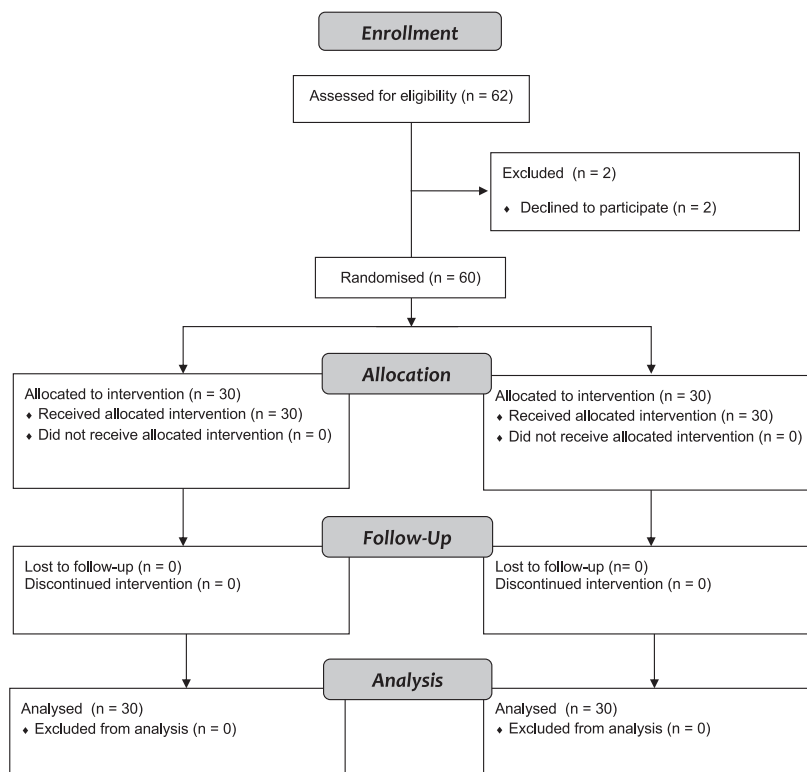 Enrollment
Assessed for eligibility (n = 62)
Excluded (n = 2)
♦ Declined to participate (n = 2)
Randomised (n = 60)
Allocation
Allocated to intervention (n = 30)
♦ Received allocated intervention (n = 30)
♦ Did not receive allocated intervention (n = 0)
Allocated to intervention (n = 30)
♦ Received allocated intervention (n = 30)
♦ Did not receive allocated intervention (n = 0)
Follow-Up
Lost to follow-up (n = 0)
Discontinued intervention (n = 0)
Lost to follow-up (n= 0)
Discontinued intervention (n = 0)
Analysis
Analysed (n = 30)
♦ Excluded from analysis (n = 0)
Analysed (n = 30)
♦ Excluded from analysis (n = 0)